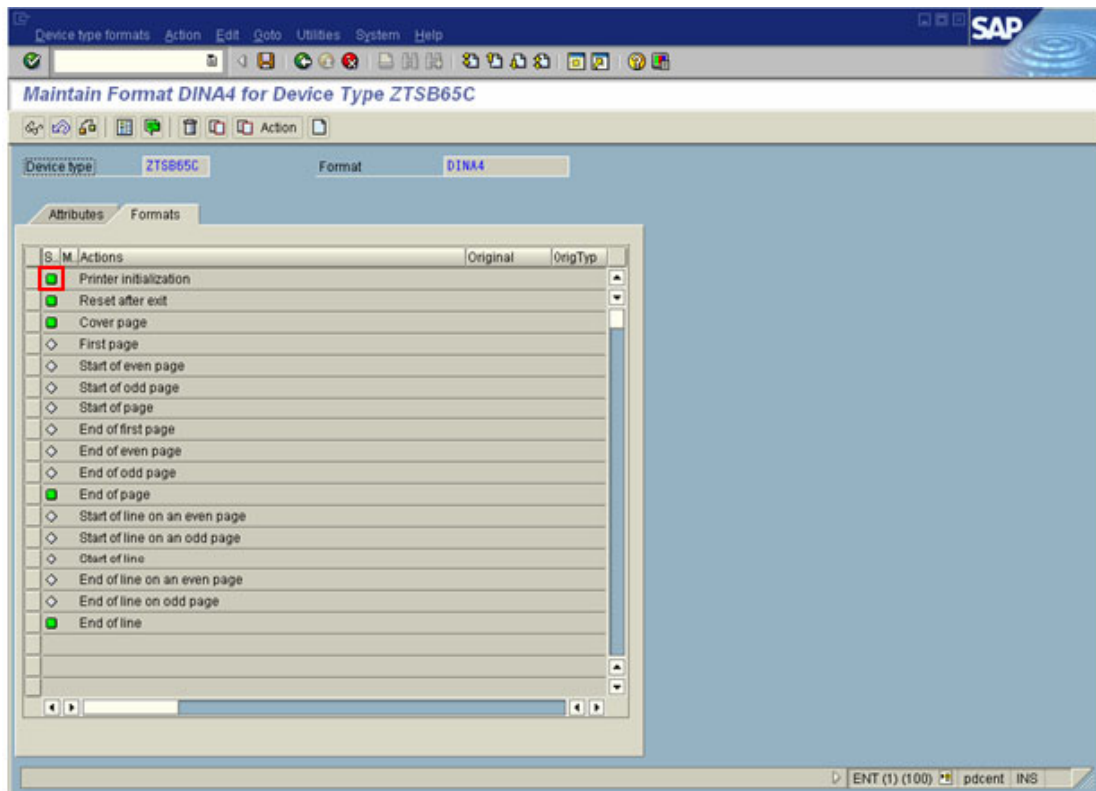 Device type formats Action Edit Goto Utilities System Help
SAP
Maintain Format DINA4 for Device Type ZTSB65C
Action
Device type ZTSB65C Format DINA4
Attributes Formats
S.. M.. Actions Original OrigTyp
Printer initialization
Reset after exit
Cover page
First page
Start of even page
Start of odd page
Start of page
End of first page
End of even page
End of odd page
End of page
Start of line on an even page
Start of line on an odd page
Start of line
End of line on an even page
End of line on odd page
End of line
ENT (1) (100) pdcent INS